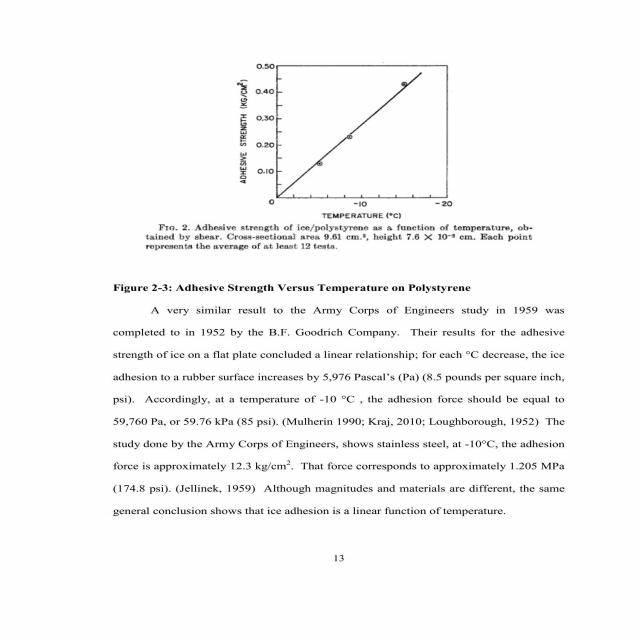 0.50
0.40
0.30
0.20
0.10
0
-10
-20
ADHESIVE STRENGTH (KG/CM²)
TEMPERATURE (°C)
FIG. 2. Adhesive strength of ice/polystyrene as a function of temperature, ob-
tained by shear. Cross-sectional area 9.61 cm.², height 7.6 × 10⁻³ cm. Each point
represents the average of at least 12 tests.
Figure 2-3: Adhesive Strength Versus Temperature on Polystyrene
A very similar result to the Army Corps of Engineers study in 1959 was
completed to in 1952 by the B.F. Goodrich Company. Their results for the adhesive
strength of ice on a flat plate concluded a linear relationship; for each °C decrease, the ice
adhesion to a rubber surface increases by 5,976 Pascal’s (Pa) (8.5 pounds per square inch,
psi). Accordingly, at a temperature of -10 °C , the adhesion force should be equal to
59,760 Pa, or 59.76 kPa (85 psi). (Mulherin 1990; Kraj, 2010; Loughborough, 1952) The
study done by the Army Corps of Engineers, shows stainless steel, at -10°C, the adhesion
force is approximately 12.3 kg/cm². That force corresponds to approximately 1.205 MPa
(174.8 psi). (Jellinek, 1959) Although magnitudes and materials are different, the same
general conclusion shows that ice adhesion is a linear function of temperature.
13